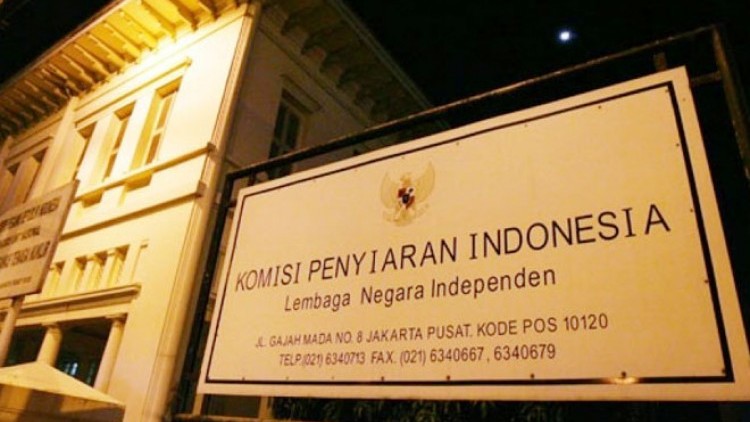 KOMISI PENYIARAN INDONESIA
Lembaga Negara Independen
JL. GAJAH MADA NO. 8 JAKARTA PUSAT. KODE POS 10120
TELP. (021) 6340713 FAX. (021) 6340667 , 6340679